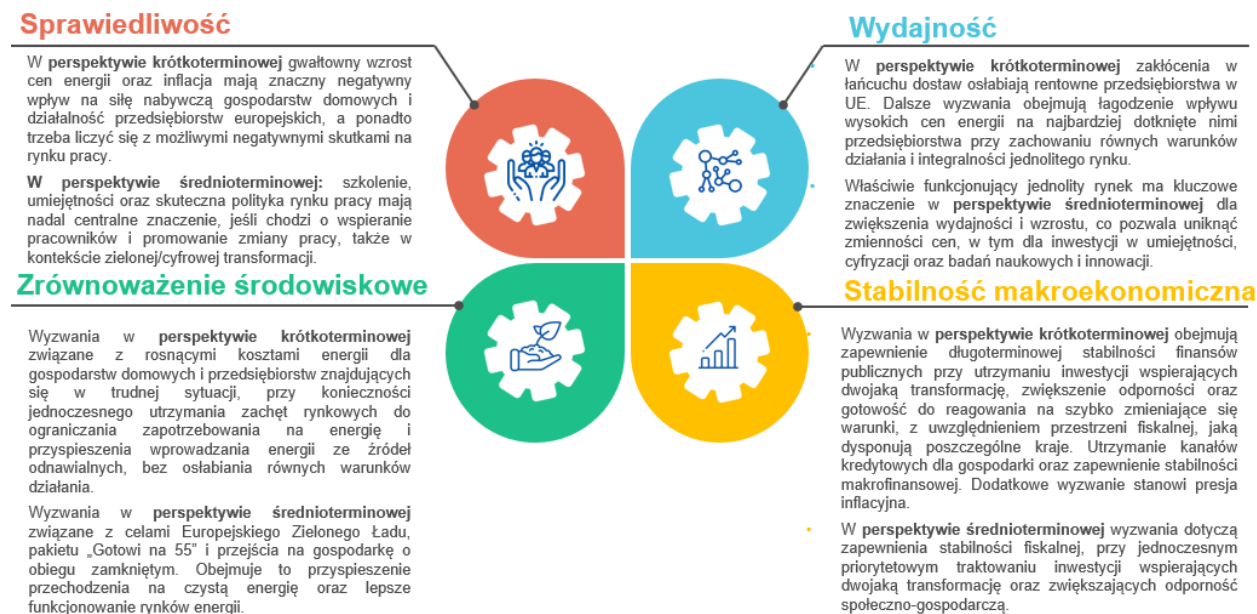 Sprawiedliwość
W perspektywie krótkoterminowej gwałtowny wzrost
cen energii oraz inflacja mają znaczny negatywny
wpływ na siłę nabywczą gospodarstw domowych i
działalność przedsiębiorstw europejskich, a ponadto
trzeba liczyć się z możliwymi negatywnymi skutkami na
rynku pracy.
W perspektywie średnioterminowej: szkolenie,
umiejętności oraz skuteczna polityka rynku pracy mają
nadal centralne znaczenie, jeśli chodzi o wspieranie
pracowników i promowanie zmiany pracy, także w
kontekście zielonej/cyfrowej transformacji.
Wydajność
W perspektywie krótkoterminowej zakłócenia w
łańcuchu dostaw osłabiają rentowne przedsiębiorstwa w
UE. Dalsze wyzwania obejmują łagodzenie wpływu
wysokich cen energii na najbardziej dotknięte nimi
przedsiębiorstwa przy zachowaniu równych warunków
działania i integralności jednolitego rynku.
Właściwie funkcjonujący jednolity rynek ma kluczowe
znaczenie w perspektywie średnioterminowej dla
zwiększenia wydajności i wzrostu, co pozwala uniknąć
zmienności cen, w tym dla inwestycji w umiejętności,
cyfryzacji oraz badań naukowych i innowacji.
Zrównoważenie środowiskowe
Wyzwania w perspektywie krótkoterminowej
związane z rosnącymi kosztami energii dla
gospodarstw domowych i przedsiębiorstw znajdujących
się w trudnej sytuacji, przy konieczności
jednoczesnego utrzymania zachęt rynkowych do
ograniczania zapotrzebowania na energię i
przyspieszenia wprowadzania energii ze źródeł
odnawialnych, bez osłabiania równych warunków
działania.
Wyzwania w perspektywie średnioterminowej
związane z celami Europejskiego Zielonego Ładu,
pakietu „Gotowi na 55” i przejścia na gospodarkę o
obiegu zamkniętym. Obejmuje to przyspieszenie
przechodzenia na czystą energię oraz lepsze
funkcjonowanie rynków energii.
Stabilność makroekonomiczna
Wyzwania w perspektywie krótkoterminowej obejmują
zapewnienie długoterminowej stabilności finansów
publicznych przy utrzymaniu inwestycji wspierających
dwojaką transformację, zwiększenie odporności oraz
gotowość do reagowania na szybko zmieniające się
warunki, z uwzględnieniem przestrzeni fiskalnej, jaką
dysponują poszczególne kraje. Utrzymanie kanałów
kredytowych dla gospodarki oraz zapewnienie stabilności
makrofinansowej. Dodatkowe wyzwanie stanowi presja
inflacyjna.
W perspektywie średnioterminowej wyzwania dotyczą
zapewnienia stabilności fiskalnej, przy jednoczesnym
priorytetowym traktowaniu inwestycji wspierających
dwojaką transformację oraz zwiększających odporność
społeczno-gospodarczą.